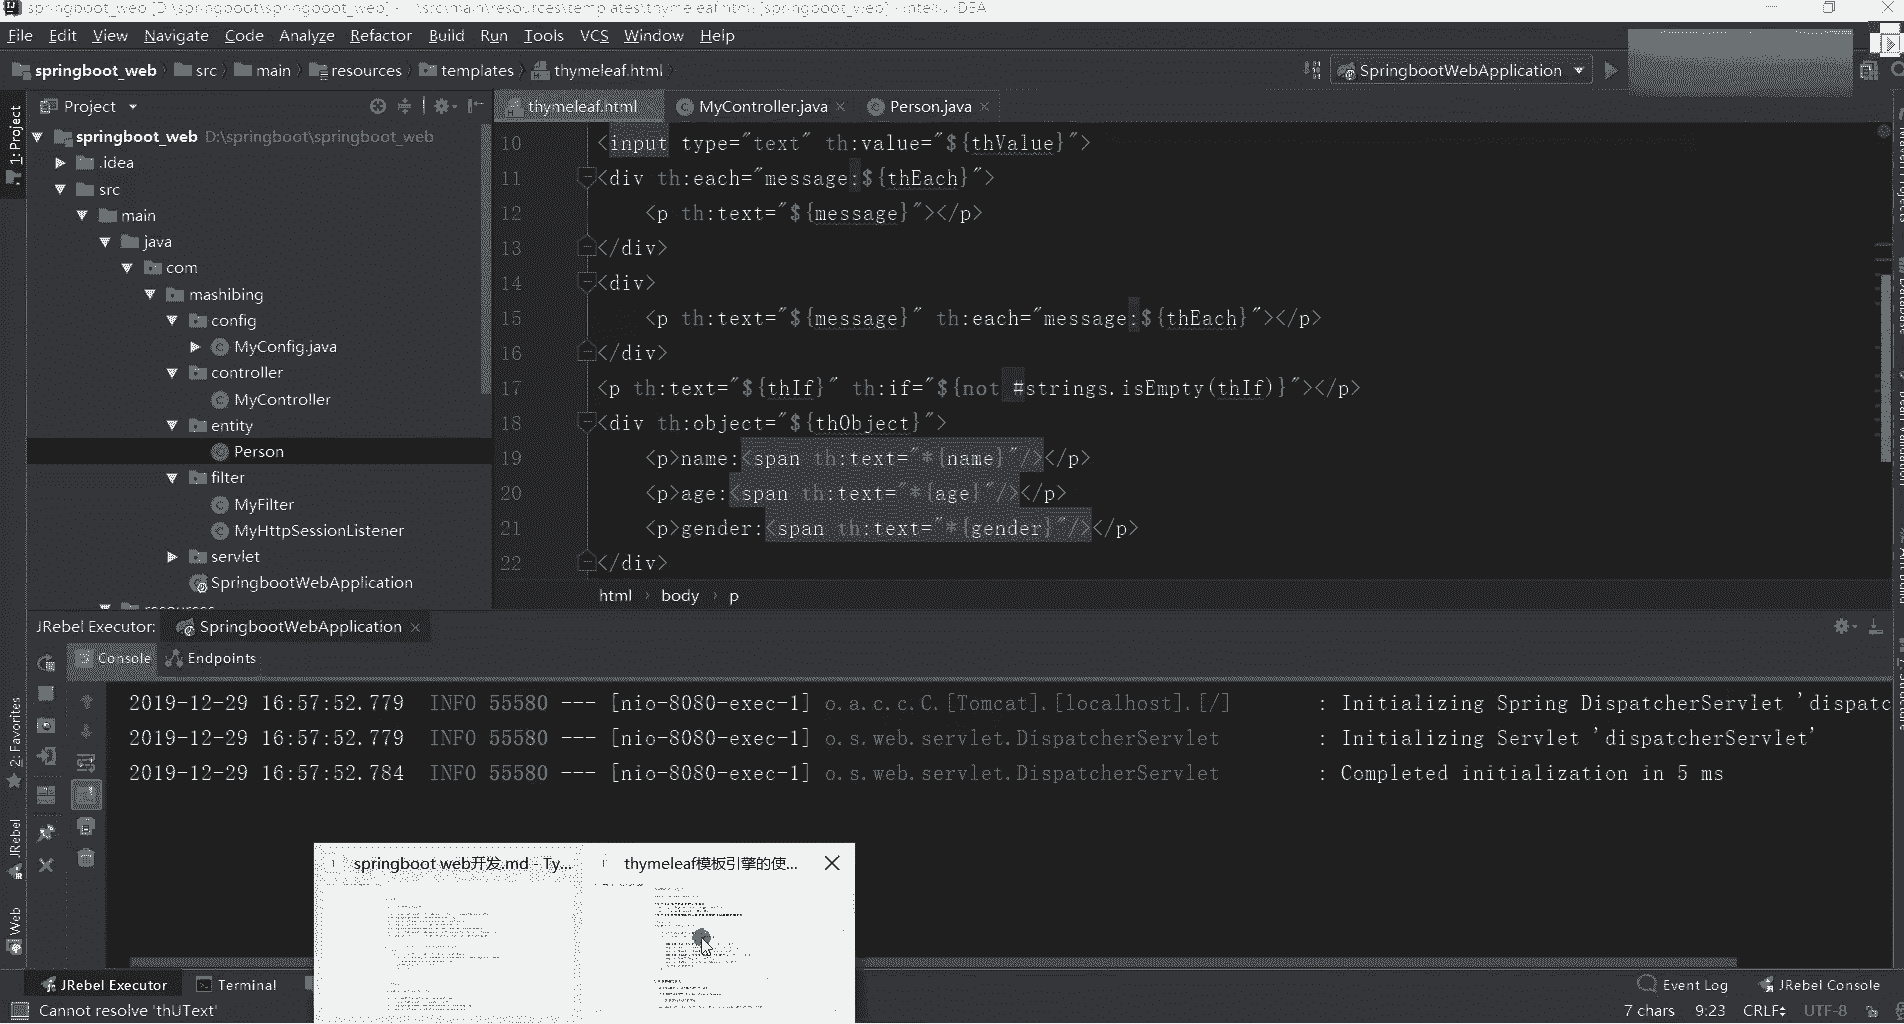 springboot_web [D:\springboot\springboot_web] - ...\src\main\resources\templates\thymeleaf.html [springboot_web] - IntelliJ IDEA
File Edit View Navigate Code Analyze Refactor Build Run Tools VCS Window Help
springboot_web src main resources templates thymeleaf.html SpringbootWebApplication
Project
thymeleaf.html MyController.java Person.java
1: Project
springboot_web D:\springboot\springboot_web
.idea
src
main
java
com
mashibing
config
MyConfig.java
controller
MyController
entity
Person
filter
MyFilter
MyHttpSessionListener
servlet
SpringbootWebApplication
resources
10 <input type="text" th:value="${thValue}">
11 <div th:each="message:${thEach}">
12 <p th:text="${message}"></p>
13 </div>
14 <div>
15 <p th:text="${message}" th:each="message:${thEach}"></p>
16 </div>
17 <p th:text="${thIf}" th:if="${not #strings.isEmpty(thIf)}"></p>
18 <div th:object="${thObject}">
19 <p>name:<span th:text="*{name}"/></p>
20 <p>age:<span th:text="*{age}"/></p>
21 <p>gender:<span th:text="*{gender}"/></p>
22 </div>
html body p
JRebel Executor: SpringbootWebApplication
Console Endpoints
2019-12-29 16:57:52.779 INFO 55580 --- [nio-8080-exec-1] o.a.c.c.C.[Tomcat].[localhost].[/] : Initializing Spring DispatcherServlet 'dispatc
2019-12-29 16:57:52.779 INFO 55580 --- [nio-8080-exec-1] o.s.web.servlet.DispatcherServlet : Initializing Servlet 'dispatcherServlet'
2019-12-29 16:57:52.784 INFO 55580 --- [nio-8080-exec-1] o.s.web.servlet.DispatcherServlet : Completed initialization in 5 ms
2: Favorites
JRebel
Web
springboot web开发.md - Ty...
thymeleaf模板引擎的使...
JRebel Executor Terminal Event Log JRebel Console
Cannot resolve 'thUText' 7 chars 9:23 CRLF UTF-8